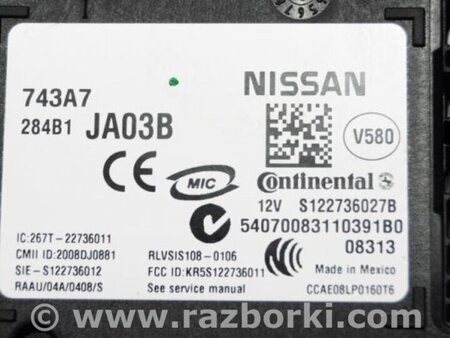 743A7
284B1 JA03B
NISSAN
V580
CE
MIC
Continental
12V S122736027B
54070083110391B0
08313
Made in Mexico
CCAE08LP0160T6
IC:267T-22736011
CMII ID:2008DJ0881
SIE-S122736012
RAAU/04A/0408/S
RLVSIS108-0106
FCC ID:KR5S122736011
See service manual
www.razborki.com